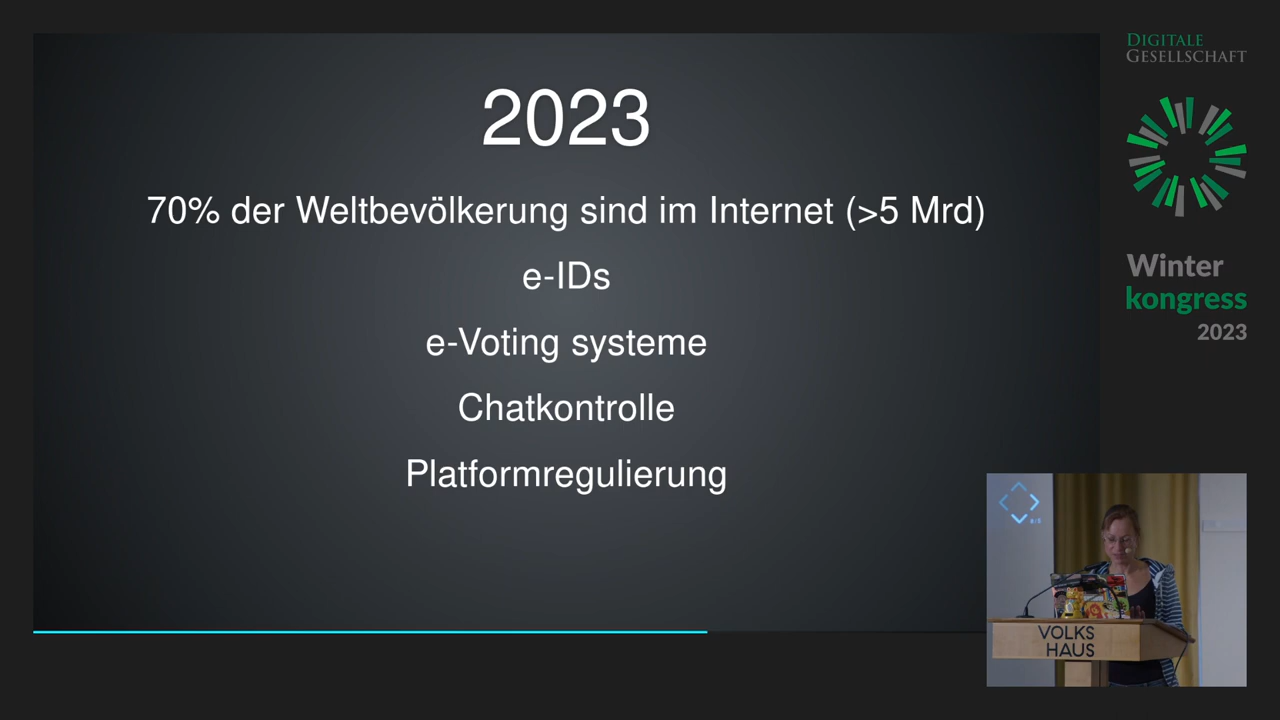 2023
70% der Weltbevölkerung sind im Internet (>5 Mrd)
e-IDs
e-Voting systeme
Chatkontrolle
Platformregulierung
DIGITALE
GESELLSCHAFT
Winter
kongress
2023
VOLKS
HAUS